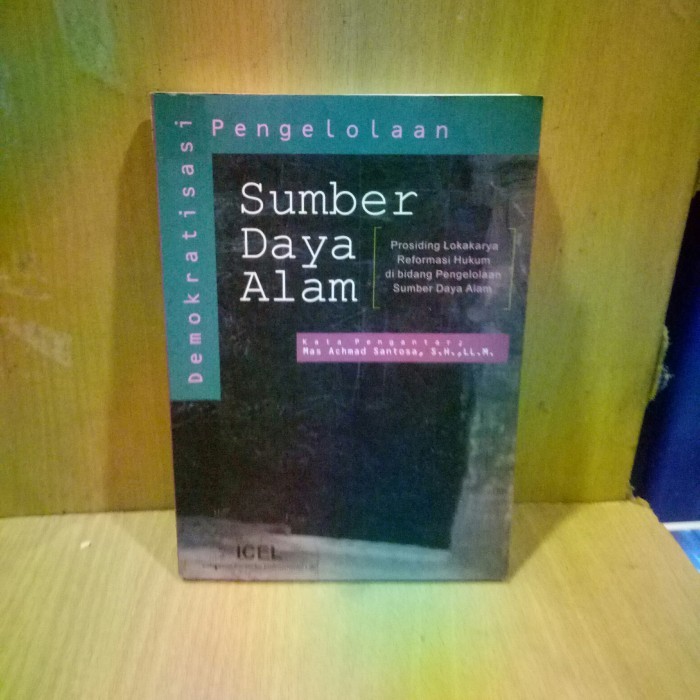 Demokratisasi
Pengelolaan
Sumber
Daya
Alam
Prosiding Lokakarya
Reformasi Hukum
di bidang Pengelolaan
Sumber Daya Alam
Kata Pengantar;
Mas Achmad Santosa, S.H.,LL.M.
ICEL